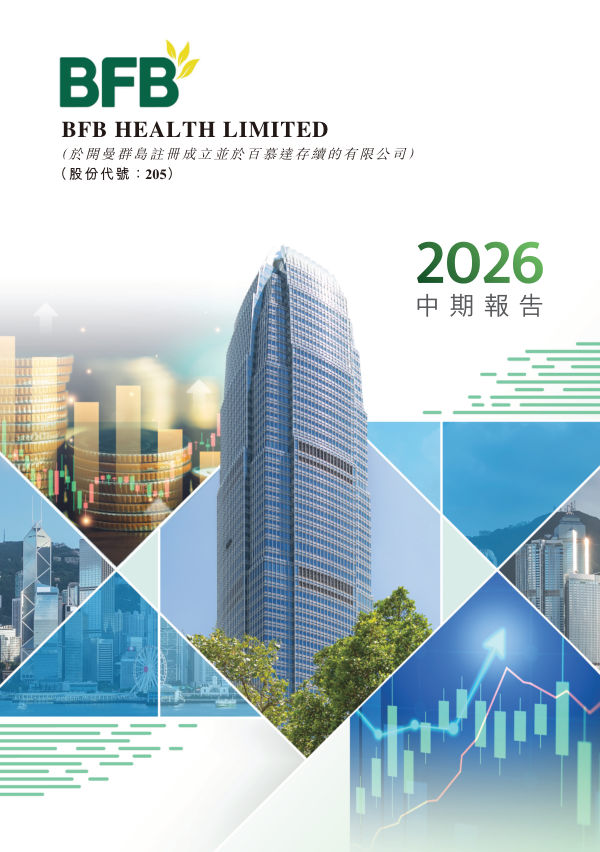 BFB
BFB HEALTH LIMITED
(於開曼群島註冊成立並於百慕達存續的有限公司)
(股份代號：205)
2026
中期報告